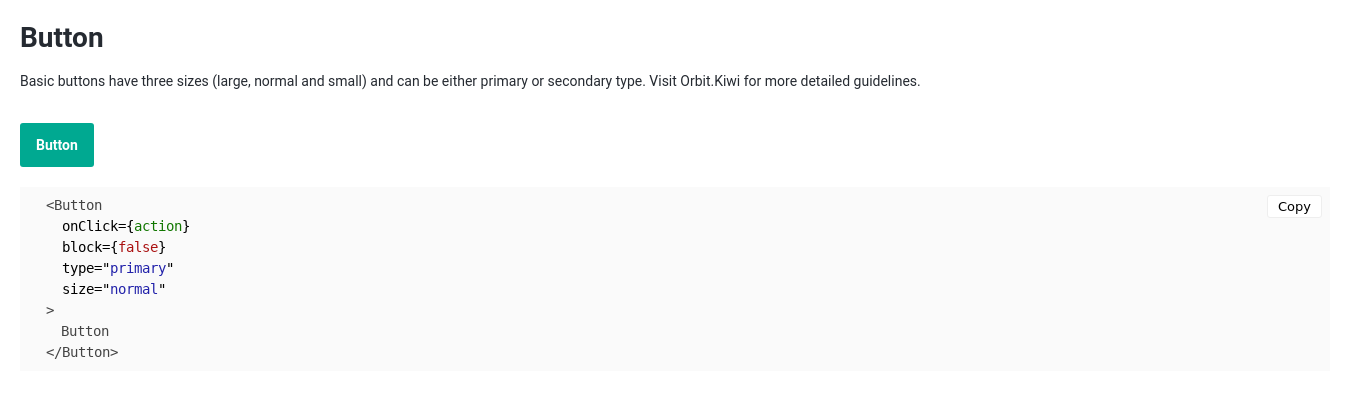 Button
Basic buttons have three sizes (large, normal and small) and can be either primary or secondary type. Visit Orbit.Kiwi for more detailed guidelines.
Button
<Button
Copy
onClick={action}
block={false}
type="primary"
size="normal"
>
Button
</Button>